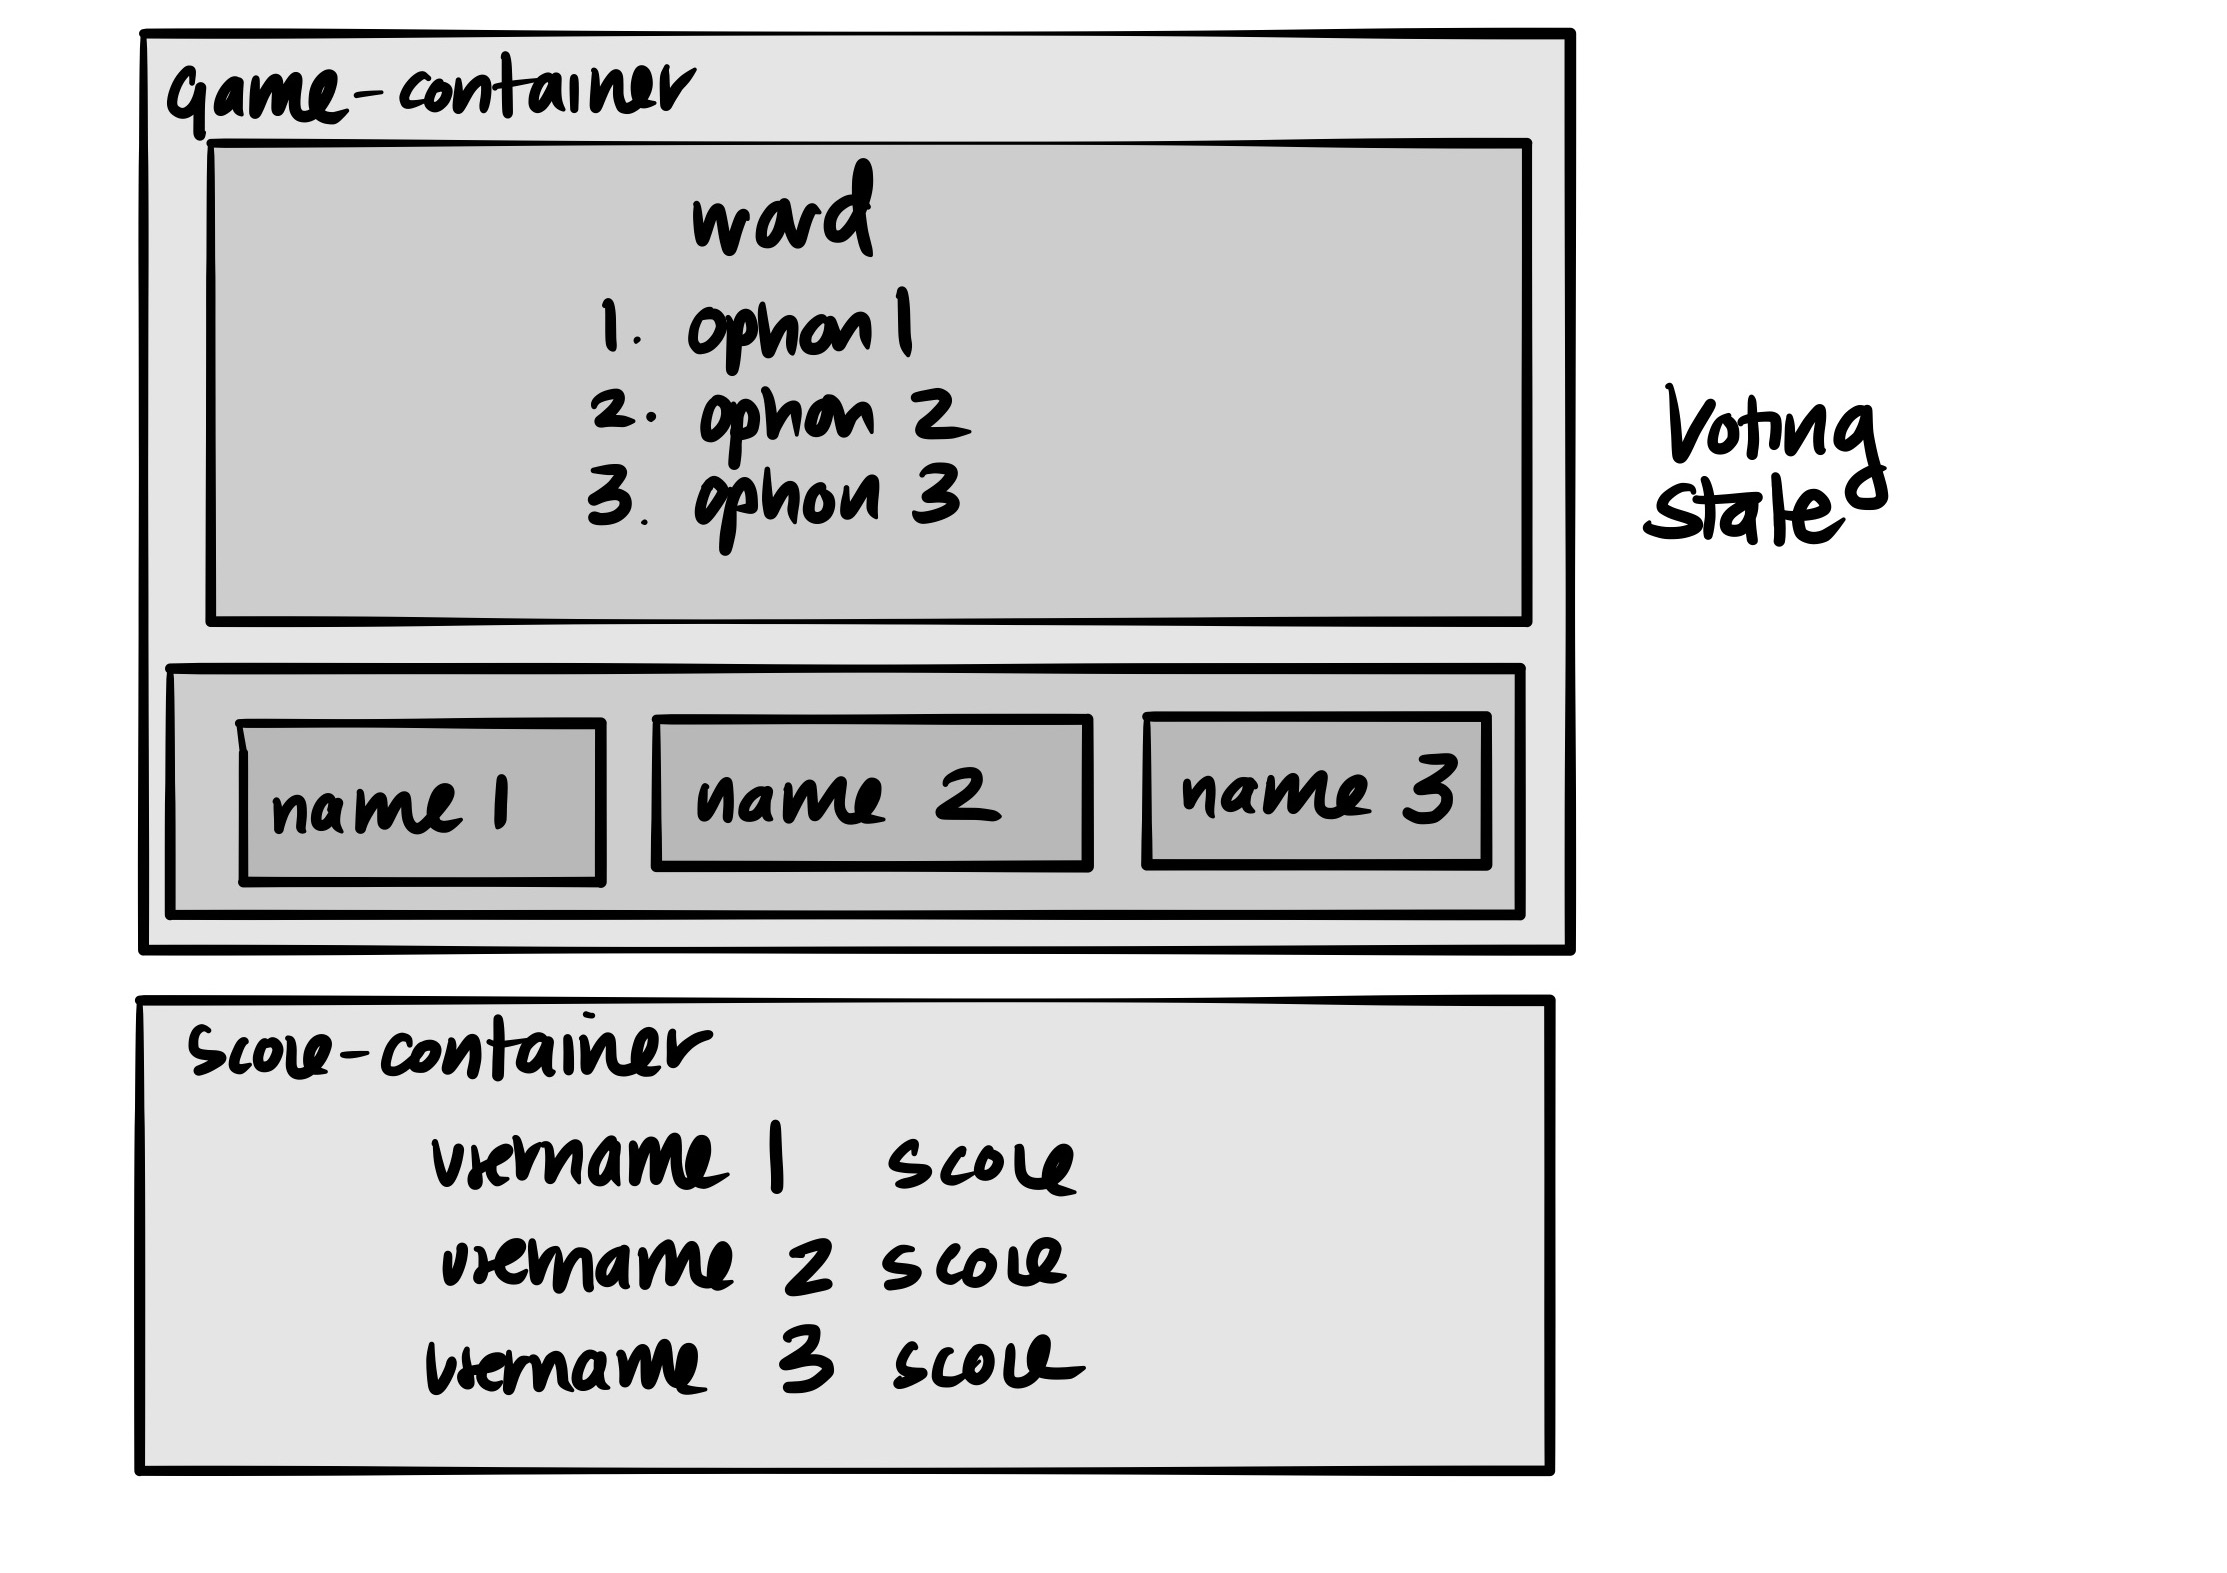 game-container
word
1. option 1
2. option 2
3. option 3
Voting
State
name 1
name 2
name 3
score-container
username 1 score
username 2 score
username 3 score